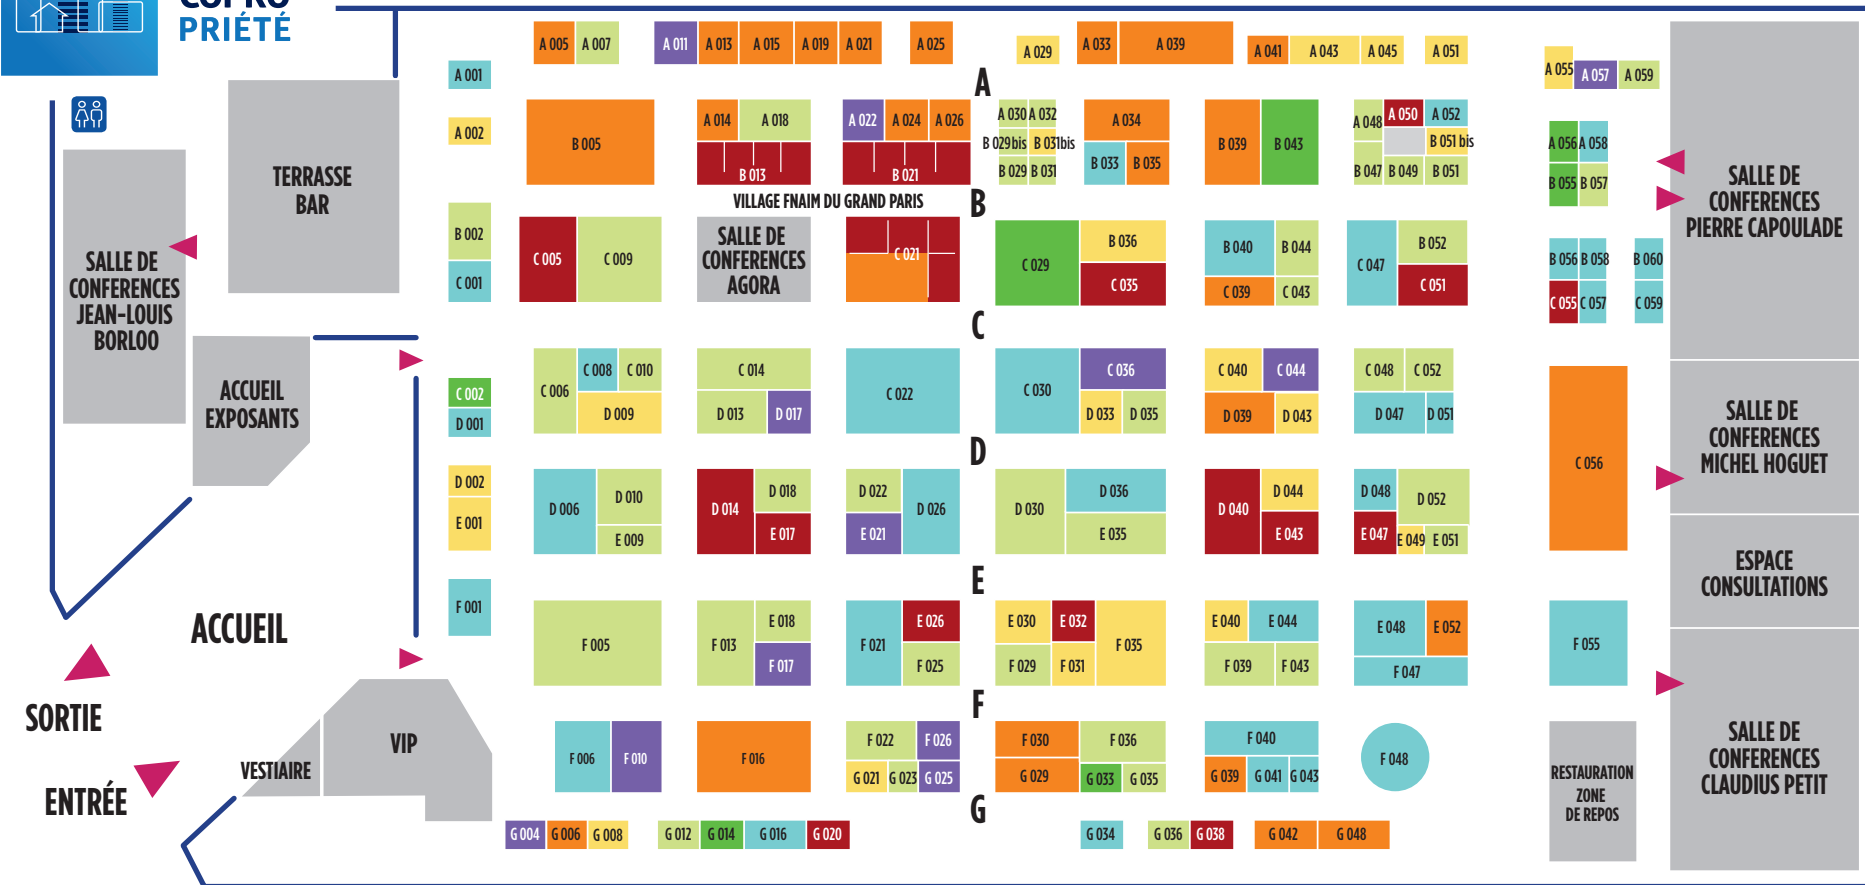 COPRO
PRIÉTÉ
A 005 A 007 A 011 A 013 A 015 A 019 A 021 A 025 A 029 A 033 A 039 A 041 A 043 A 045 A 051
A 055 A 057 A 059
A 001
A
A 002
A 014 A 018 A 022 A 024 A 026 A 030 A 032 A 034 A 048 A 050 A 052
B 005 B 029bis B 031bis B 039 B 043 B 051 bis
A 056 A 058
B 013 B 021 B 029 B 031 B 033 B 035 B 047 B 049 B 051
B 055 B 057
TERRASSE
BAR
SALLE DE
CONFERENCES
PIERRE CAPOULADE
VILLAGE FNAIM DU GRAND PARIS
B
B 002
C 001
C 005 C 009
SALLE DE
CONFERENCES
AGORA
C 021
C 029 B 036 C 035
B 040 B 044 C 039 C 043
C 047 B 052 C 051
B 056 B 058 B 060
C 055 C 057 C 059
SALLE DE
CONFERENCES
JEAN-LOUIS
BORLOO
C
ACCUEIL
EXPOSANTS
C 002
D 001
C 006 C 008 C 010 D 009
C 014 D 013 D 017
C 022
C 030 C 036 D 033 D 035
C 040 C 044 D 039 D 043
C 048 C 052 D 047 D 051
C 056
SALLE DE
CONFERENCES
MICHEL HOGUET
D
D 002
E 001
D 006 D 010 E 009
D 014 D 018 E 017
D 022 E 021 D 026
D 030 D 036 E 035
D 040 D 044 E 043
D 048 D 052 E 047 E 049 E 051
ESPACE
CONSULTATIONS
E
F 001
ACCUEIL
F 005
F 013 E 018 F 017
F 021 E 026 F 025
E 030 E 032 F 035 F 029 F 031
E 040 E 044 F 039 F 043
E 048 E 052 F 047
F 055
F
SORTIE
ENTRÉE
VESTIAIRE
VIP
F 006 F 010
F 016
F 022 F 026 G 021 G 023 G 025
F 030 F 036 G 029 G 033 G 035
F 040 G 039 G 041 G 043
F 048
RESTAURATION
ZONE
DE REPOS
SALLE DE
CONFERENCES
CLAUDIUS PETIT
G
G 004 G 006 G 008 G 012 G 014 G 016 G 020 G 034 G 036 G 038 G 042 G 048